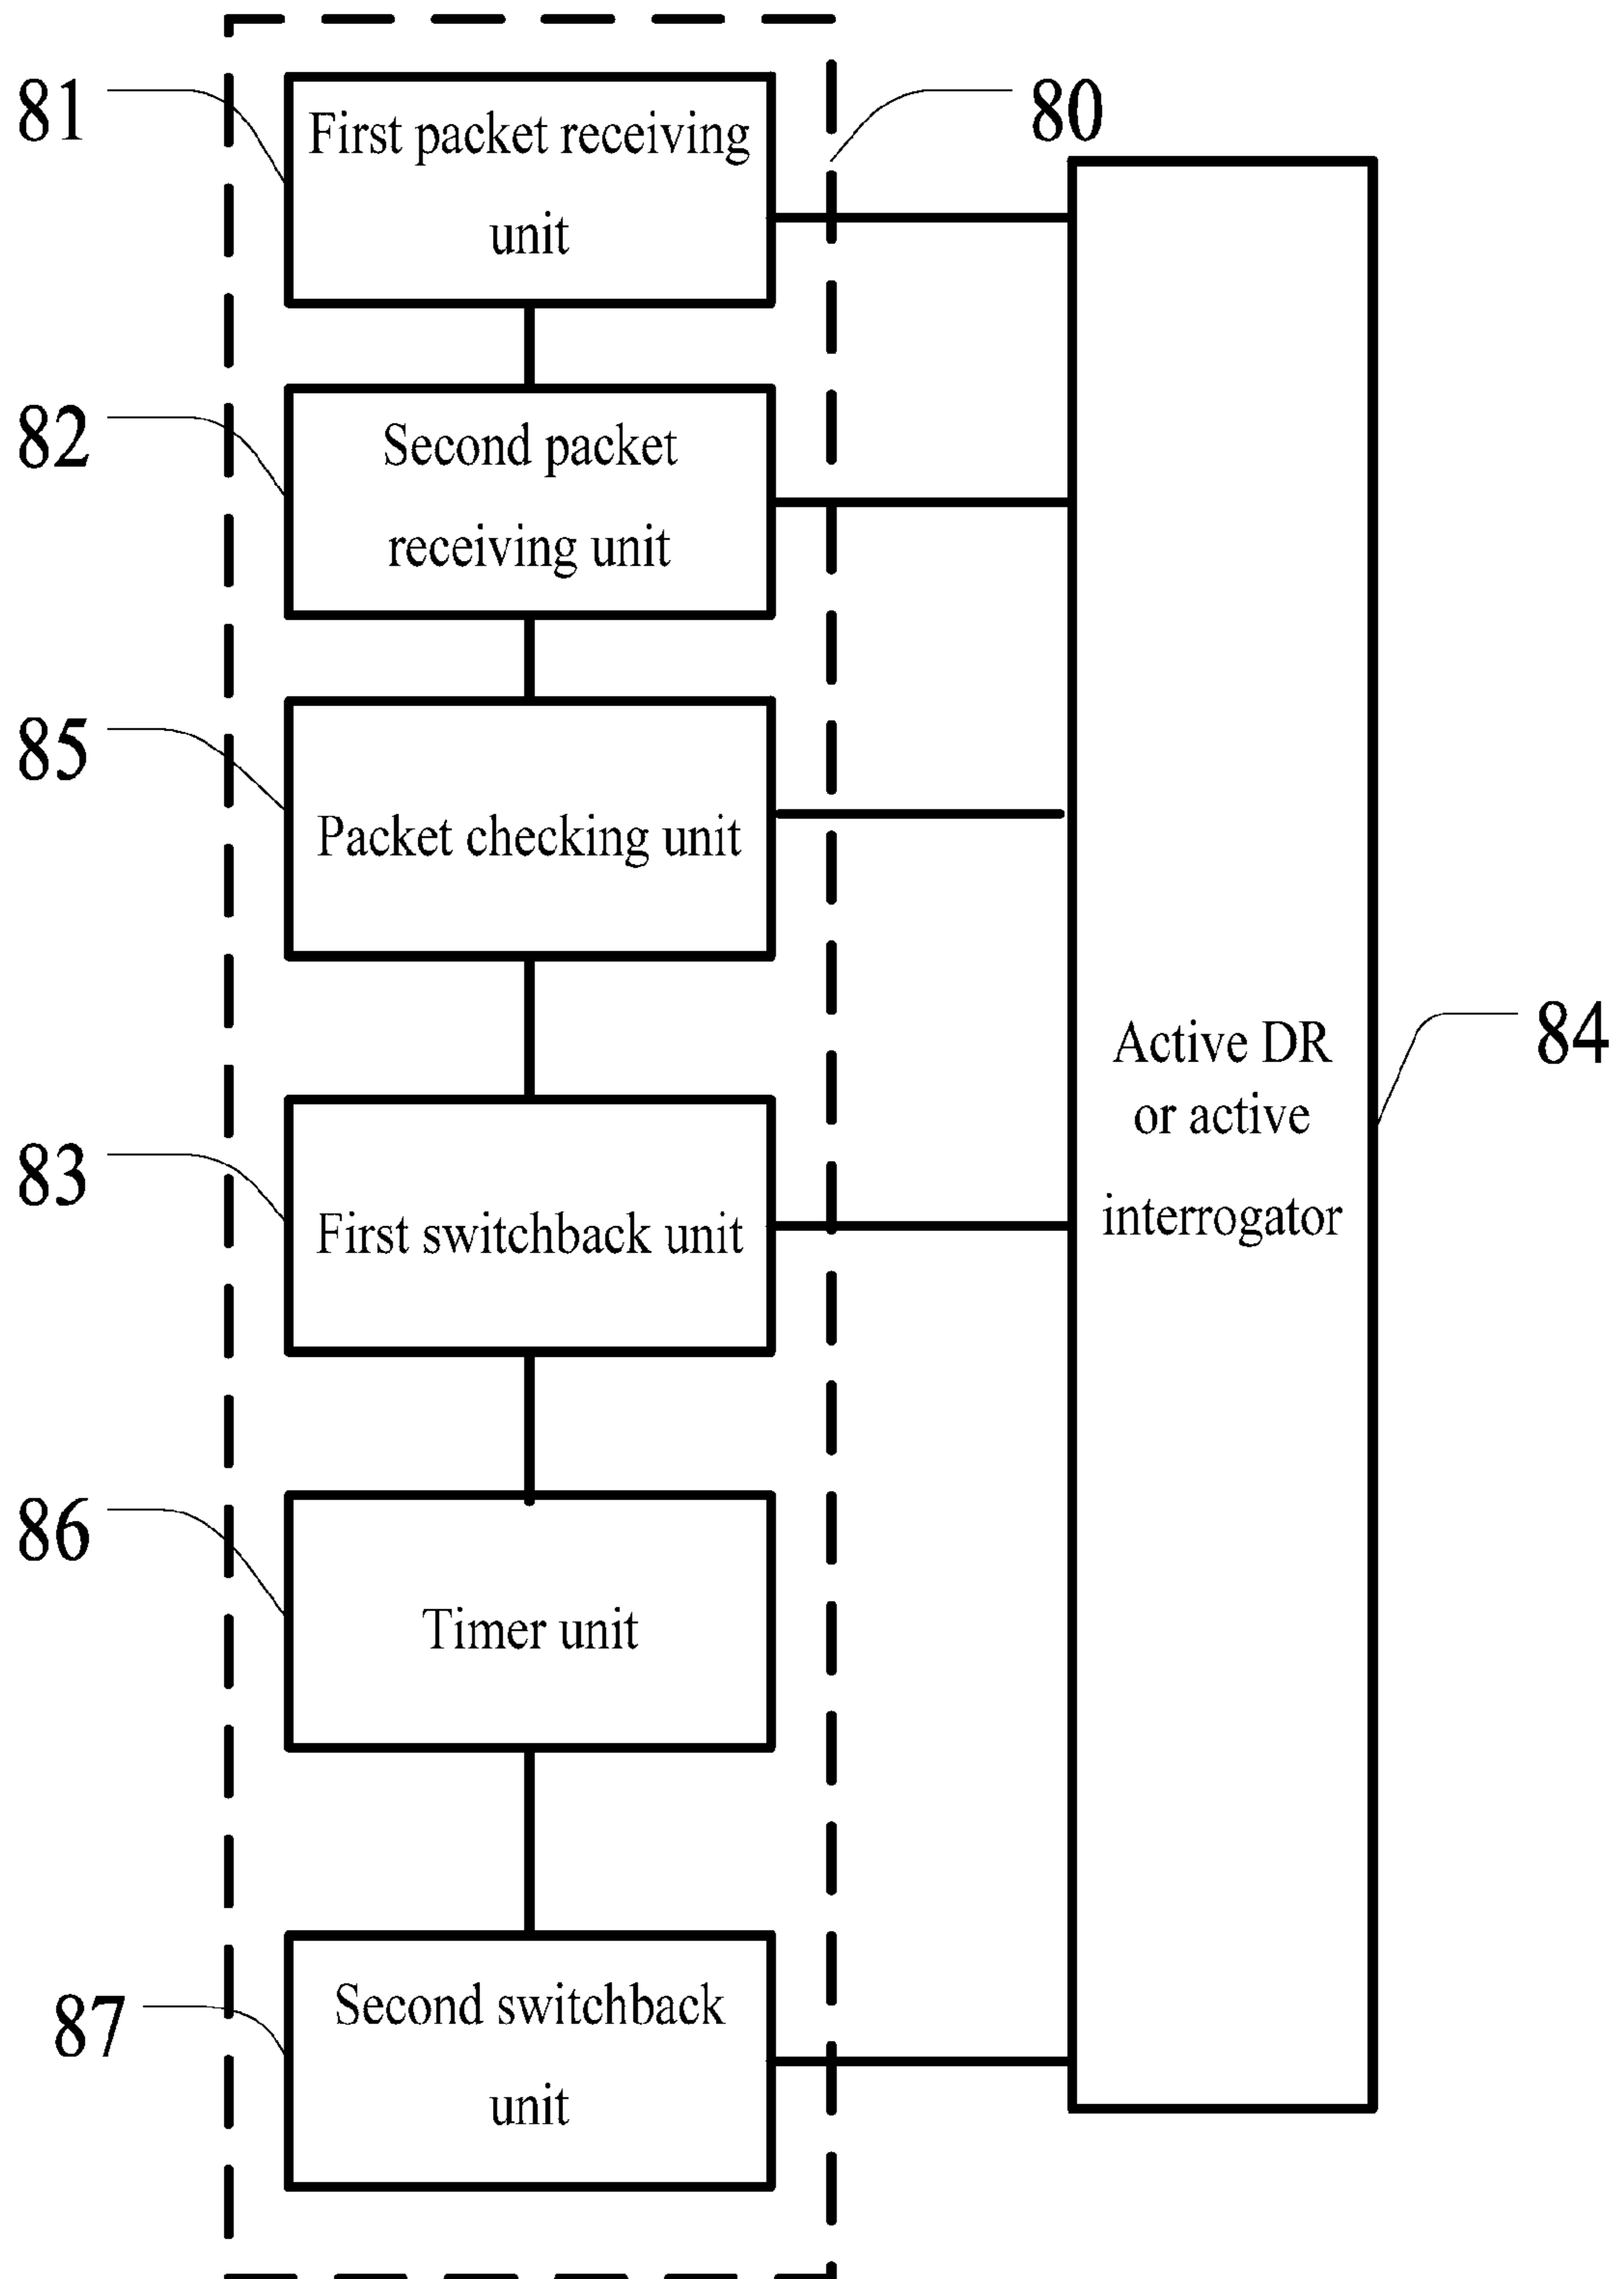 81
First packet receiving
unit
80
82
Second packet
receiving unit
85
Packet checking unit
83
First switchback unit
Active DR
or active
interrogator
84
86
Timer unit
87
Second switchback
unit